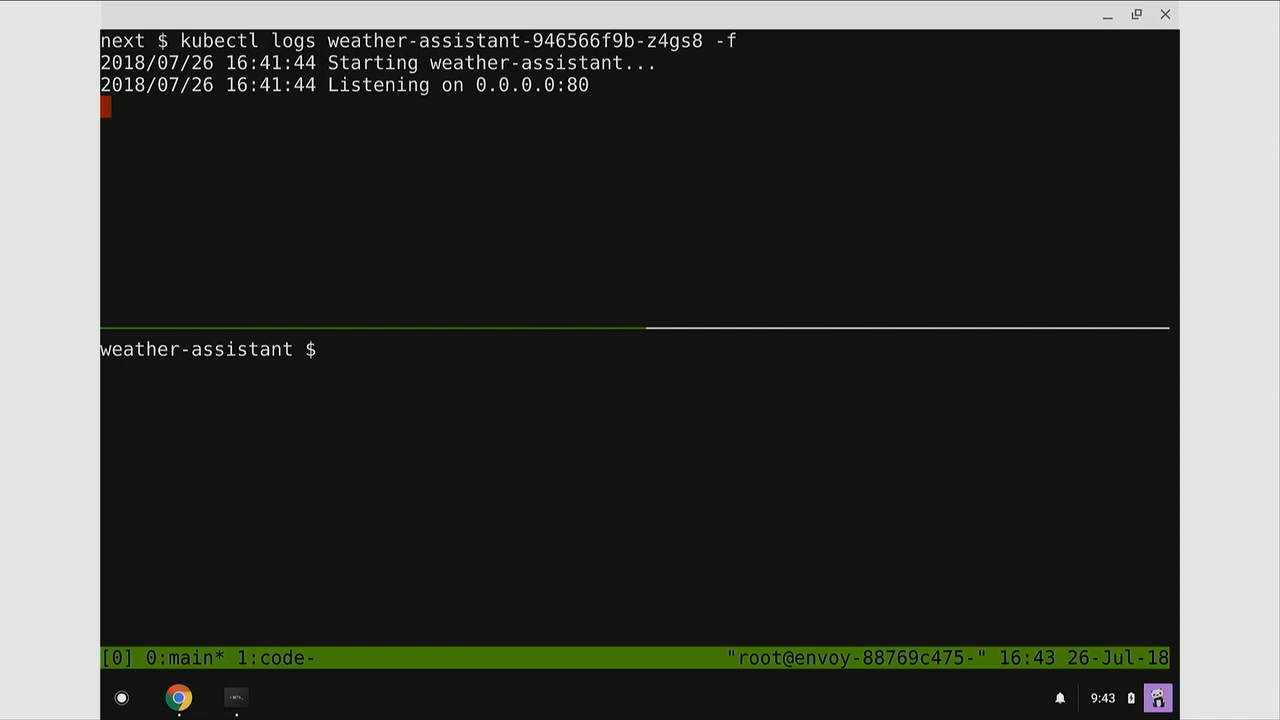 next $ kubectl logs weather-assistant-946566f9b-z4gs8 -f
2018/07/26 16:41:44 Starting weather-assistant...
2018/07/26 16:41:44 Listening on 0.0.0.0:80
weather-assistant $
[0] 0:main* 1:code- "root@envoy-88769c475-" 16:43 26-Jul-18
9:43